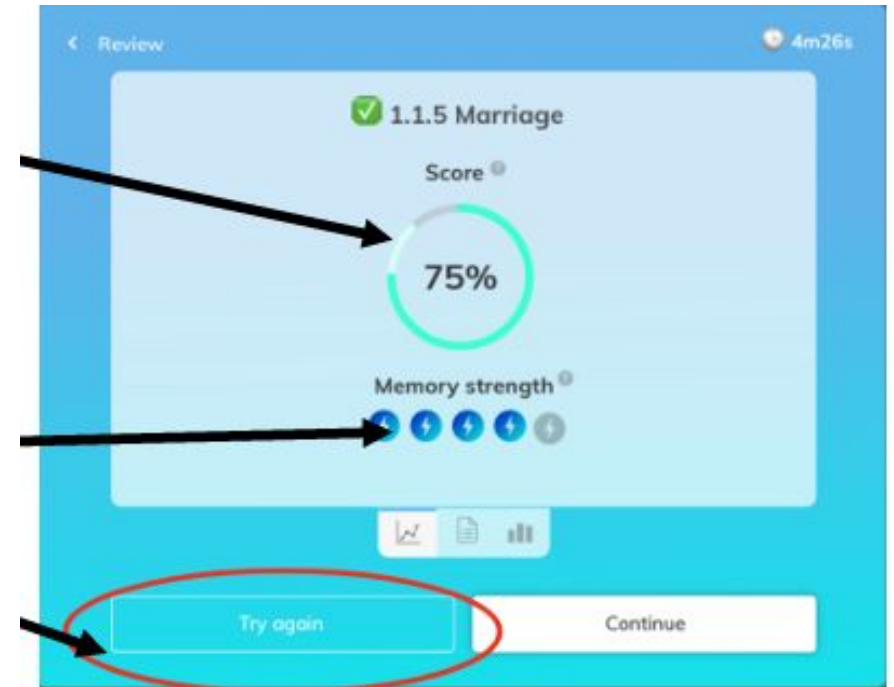 Review
4m26s
1.1.5 Marriage
Score
75%
Memory strength
Try again
Continue